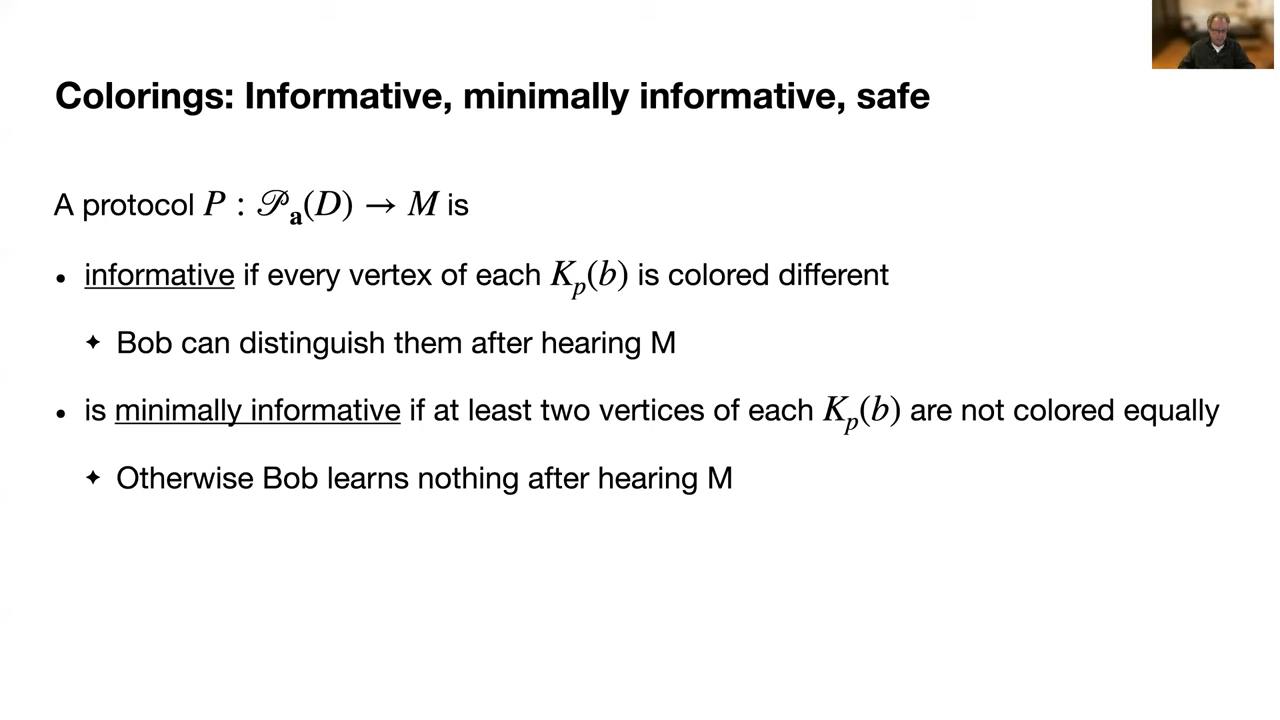 Colorings: Informative, minimally informative, safe
A protocol P : 𝒫ₐ(D) → M is
• informative if every vertex of each Kₚ(b) is colored different
✦ Bob can distinguish them after hearing M
• is minimally informative if at least two vertices of each Kₚ(b) are not colored equally
✦ Otherwise Bob learns nothing after hearing M